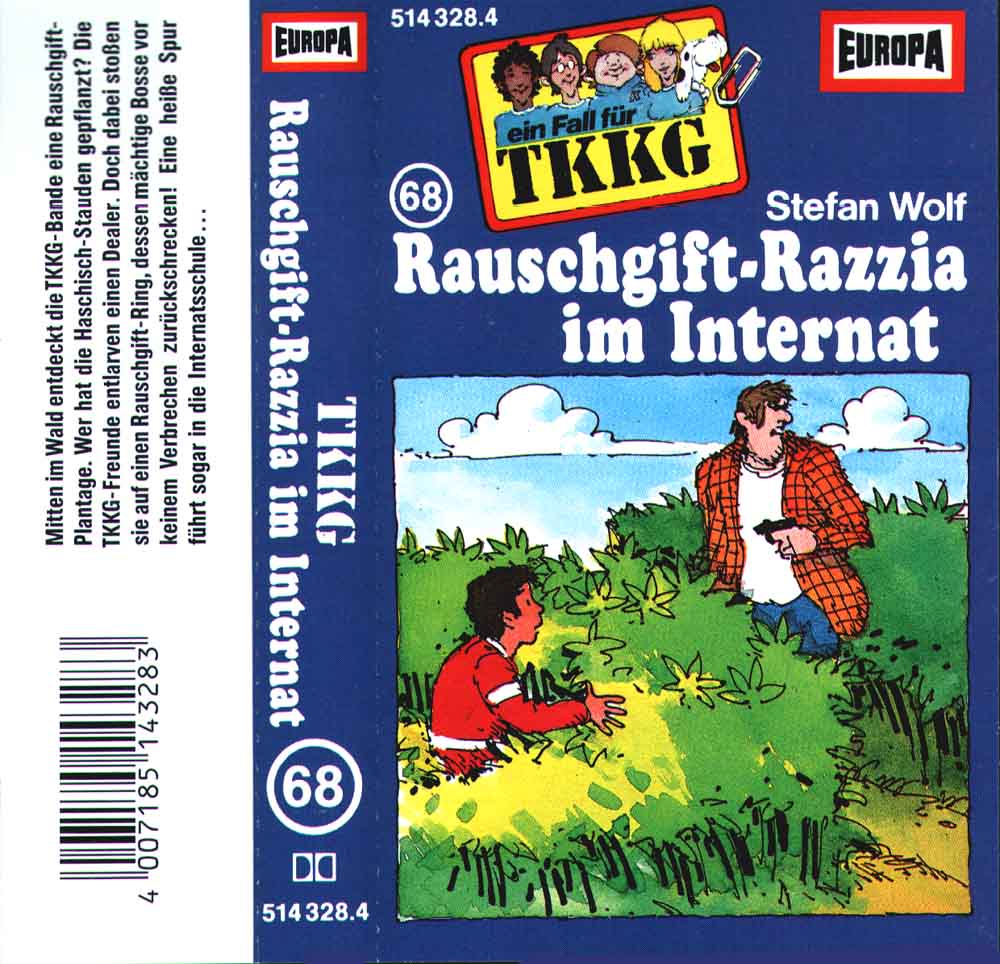 Mitten im Wald entdeckt die TKKG-Bande eine Rauschgift-
Plantage. Wer hat die Haschisch-Stauden gepflanzt? Die
TKKG-Freunde entlarven einen Dealer. Doch dabei stoßen
sie auf einen Rauschgift-Ring, dessen mächtige Bosse vor
keinem Verbrechen zurückschrecken! Eine heiße Spur
führt sogar in die Internatsschule...
4 007185 143283
EUROPA
TKKG
Rauschgift-Razzia im Internat
68
514 328.4
514 328.4
ein Fall für
TKKG
EUROPA
68
Stefan Wolf
Rauschgift-Razzia
im Internat